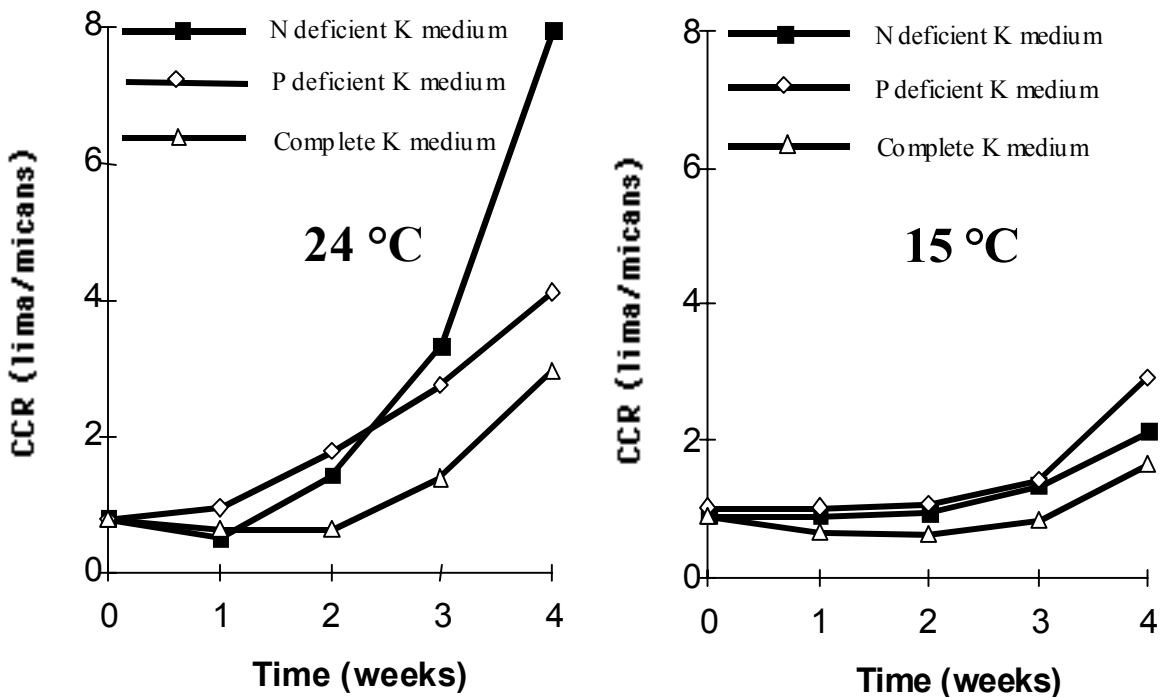 8
N deficient K medium
P deficient K medium
Complete K medium
6
24 °C
4
2
0
0 1 2 3 4
CCR (lima/micans)
Time (weeks)
8
N deficient K medium
P deficient K medium
Complete K medium
6
15 °C
4
2
0
0 1 2 3 4
CCR (lima/micans)
Time (weeks)